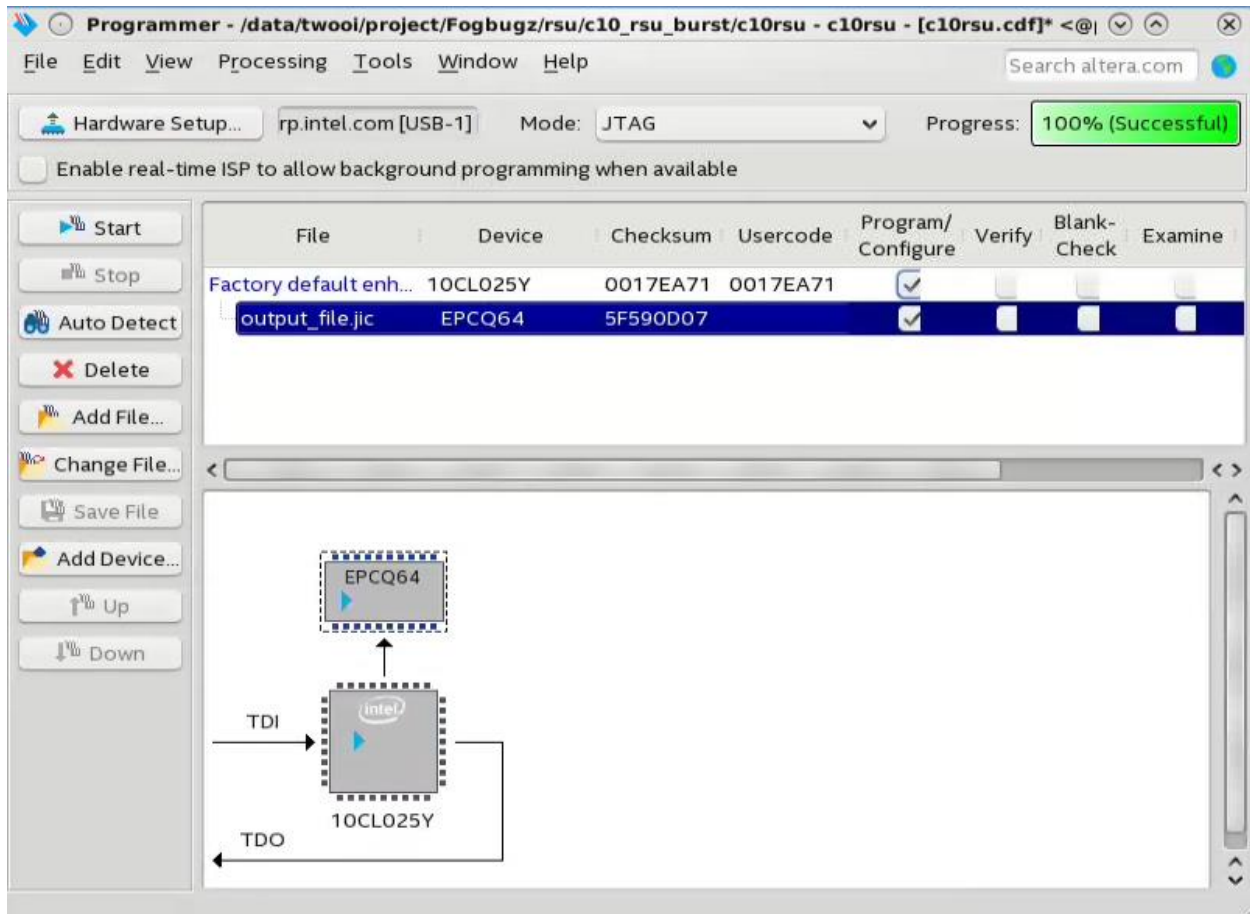 Programmer - /data/twooi/project/Fogbugz/rsu/c10_rsu_burst/c10rsu - c10rsu - [c10rsu.cdf]* <@
File Edit View Processing Tools Window Help Search altera.com
Hardware Setup... rp.intel.com [USB-1] Mode: JTAG Progress: 100% (Successful)
Enable real-time ISP to allow background programming when available
Start
Stop
Auto Detect
Delete
Add File...
Change File...
Save File
Add Device...
Up
Down
File Device Checksum Usercode Program/Configure Verify Blank-Check Examine
Factory default enh... 10CL025Y 0017EA71 0017EA71
output_file.jic EPCQ64 5F590D07
EPCQ64
intel
TDI
10CL025Y
TDO